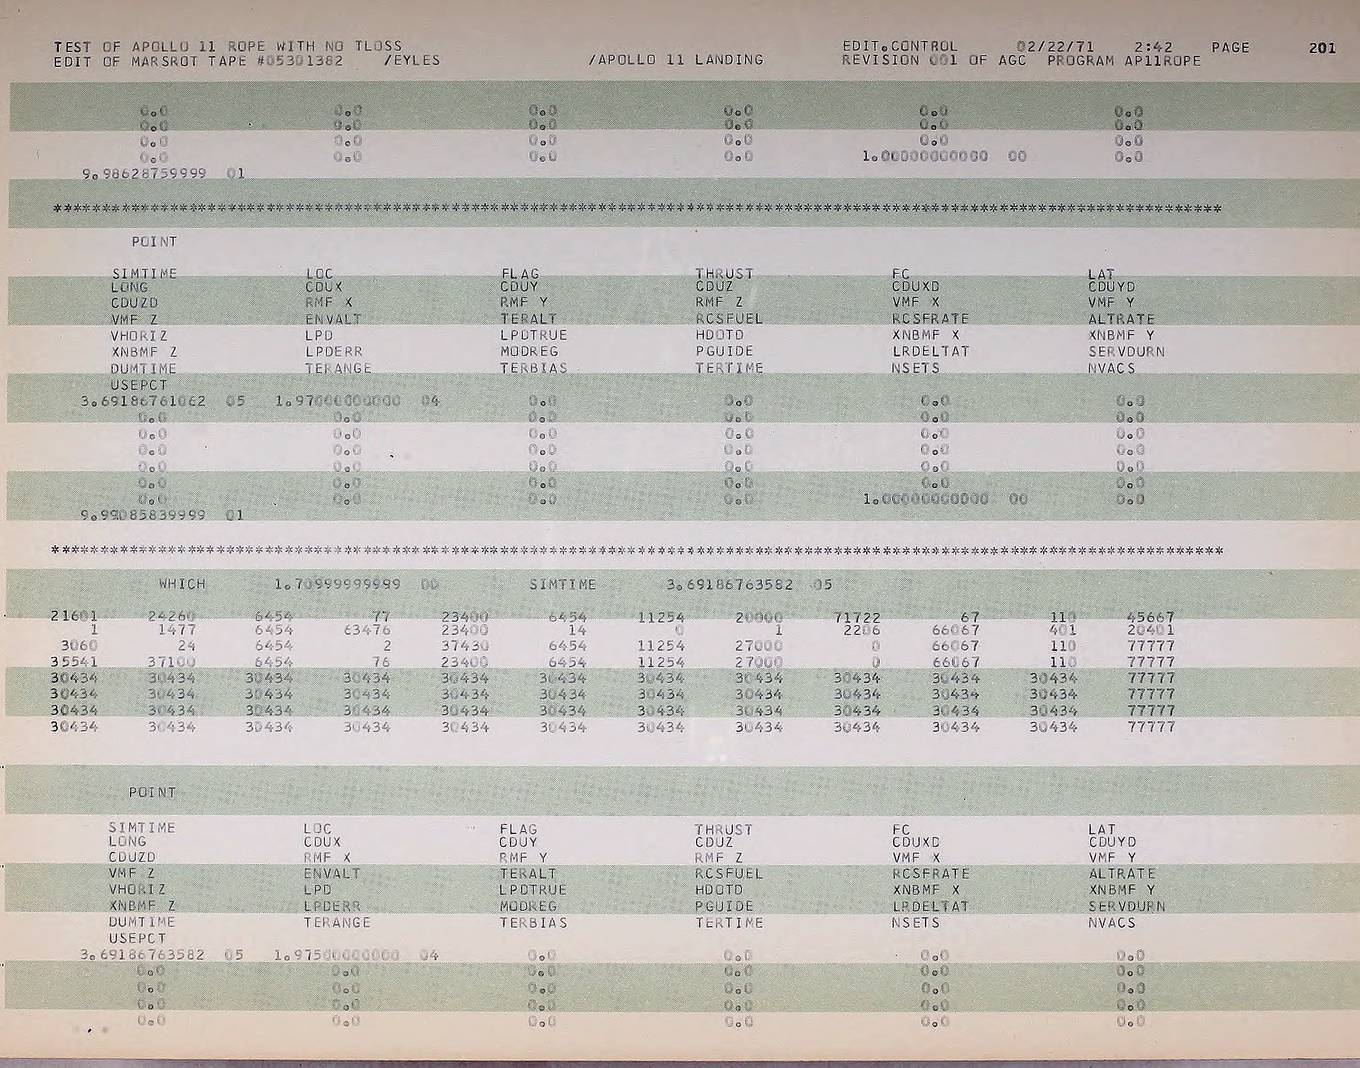 TEST OF APOLLO 11 ROPE WITH NO TLOSS EDIT.CONTROL 02/22/71 2:42 PAGE 201
EDIT OF MARSROT TAPE #05301382 /EYLES /APOLLO 11 LANDING REVISION 001 OF AGC PROGRAM AP11ROPE
0.0 0.0 0.0 0.0 0.0 0.0
0.0 0.0 0.0 0.0 0.0 0.0
0.0 0.0 0.0 0.0 0.0 0.0
0.0 0.0 0.0 0.0 1.00000000000 00 0.0
9.98628759999 01
************************************************************************************************************************
POINT
SIMTIME LOC FLAG THRUST FC LAT
LONG CDUX CDUY CDUZ CDUXD CDUYD
CDUZD RMF X RMF Y RMF Z VMF X VMF Y
VMF Z ENVALT TERALT RCSFUEL RCSFRATE ALTRATE
VHORIZ LPD LPDTRUE HDOTD XNBMF X XNBMF Y
XNBMF Z LPDERR MODREG PGUIDE LRDELTAT SERVDURN
DUMTIME TERANGE TERBIAS TERTIME NSETS NVACS
USEPCT
3.69186761062 05 1.97000000000 04 0.0 0.0 0.0 0.0
0.0 0.0 0.0 0.0 0.0 0.0
0.0 0.0 0.0 0.0 0.0 0.0
0.0 0.0 0.0 0.0 0.0 0.0
0.0 0.0 0.0 0.0 0.0 0.0
0.0 0.0 0.0 0.0 0.0 0.0
0.0 0.0 0.0 0.0 1.00000000000 00 0.0
9.99085839999 01
************************************************************************************************************************
WHICH 1.70999999999 00 SIMTIME 3.69186763582 05
21601 24260 6454 77 23400 6454 11254 20000 71722 67 110 45667
1 1477 6454 63476 23400 14 0 1 2206 66067 401 20401
3060 24 6454 2 37430 6454 11254 27000 0 66067 110 77777
35541 37100 6454 76 23400 6454 11254 27000 0 66067 110 77777
30434 30434 30434 30434 30434 30434 30434 30434 30434 30434 30434 77777
30434 30434 30434 30434 30434 30434 30434 30434 30434 30434 30434 77777
30434 30434 30434 30434 30434 30434 30434 30434 30434 30434 30434 77777
30434 30434 30434 30434 30434 30434 30434 30434 30434 30434 30434 77777
POINT
SIMTIME LOC FLAG THRUST FC LAT
LONG CDUX CDUY CDUZ CDUXD CDUYD
CDUZD RMF X RMF Y RMF Z VMF X VMF Y
VMF Z ENVALT TERALT RCSFUEL RCSFRATE ALTRATE
VHORIZ LPD LPDTRUE HDOTD XNBMF X XNBMF Y
XNBMF Z LPDERR MODREG PGUIDE LRDELTAT SERVDURN
DUMTIME TERANGE TERBIAS TERTIME NSETS NVACS
USEPCT
3.69186763582 05 1.97500000000 04 0.0 0.0 0.0 0.0
0.0 0.0 0.0 0.0 0.0 0.0
0.0 0.0 0.0 0.0 0.0 0.0
0.0 0.0 0.0 0.0 0.0 0.0
0.0 0.0 0.0 0.0 0.0 0.0